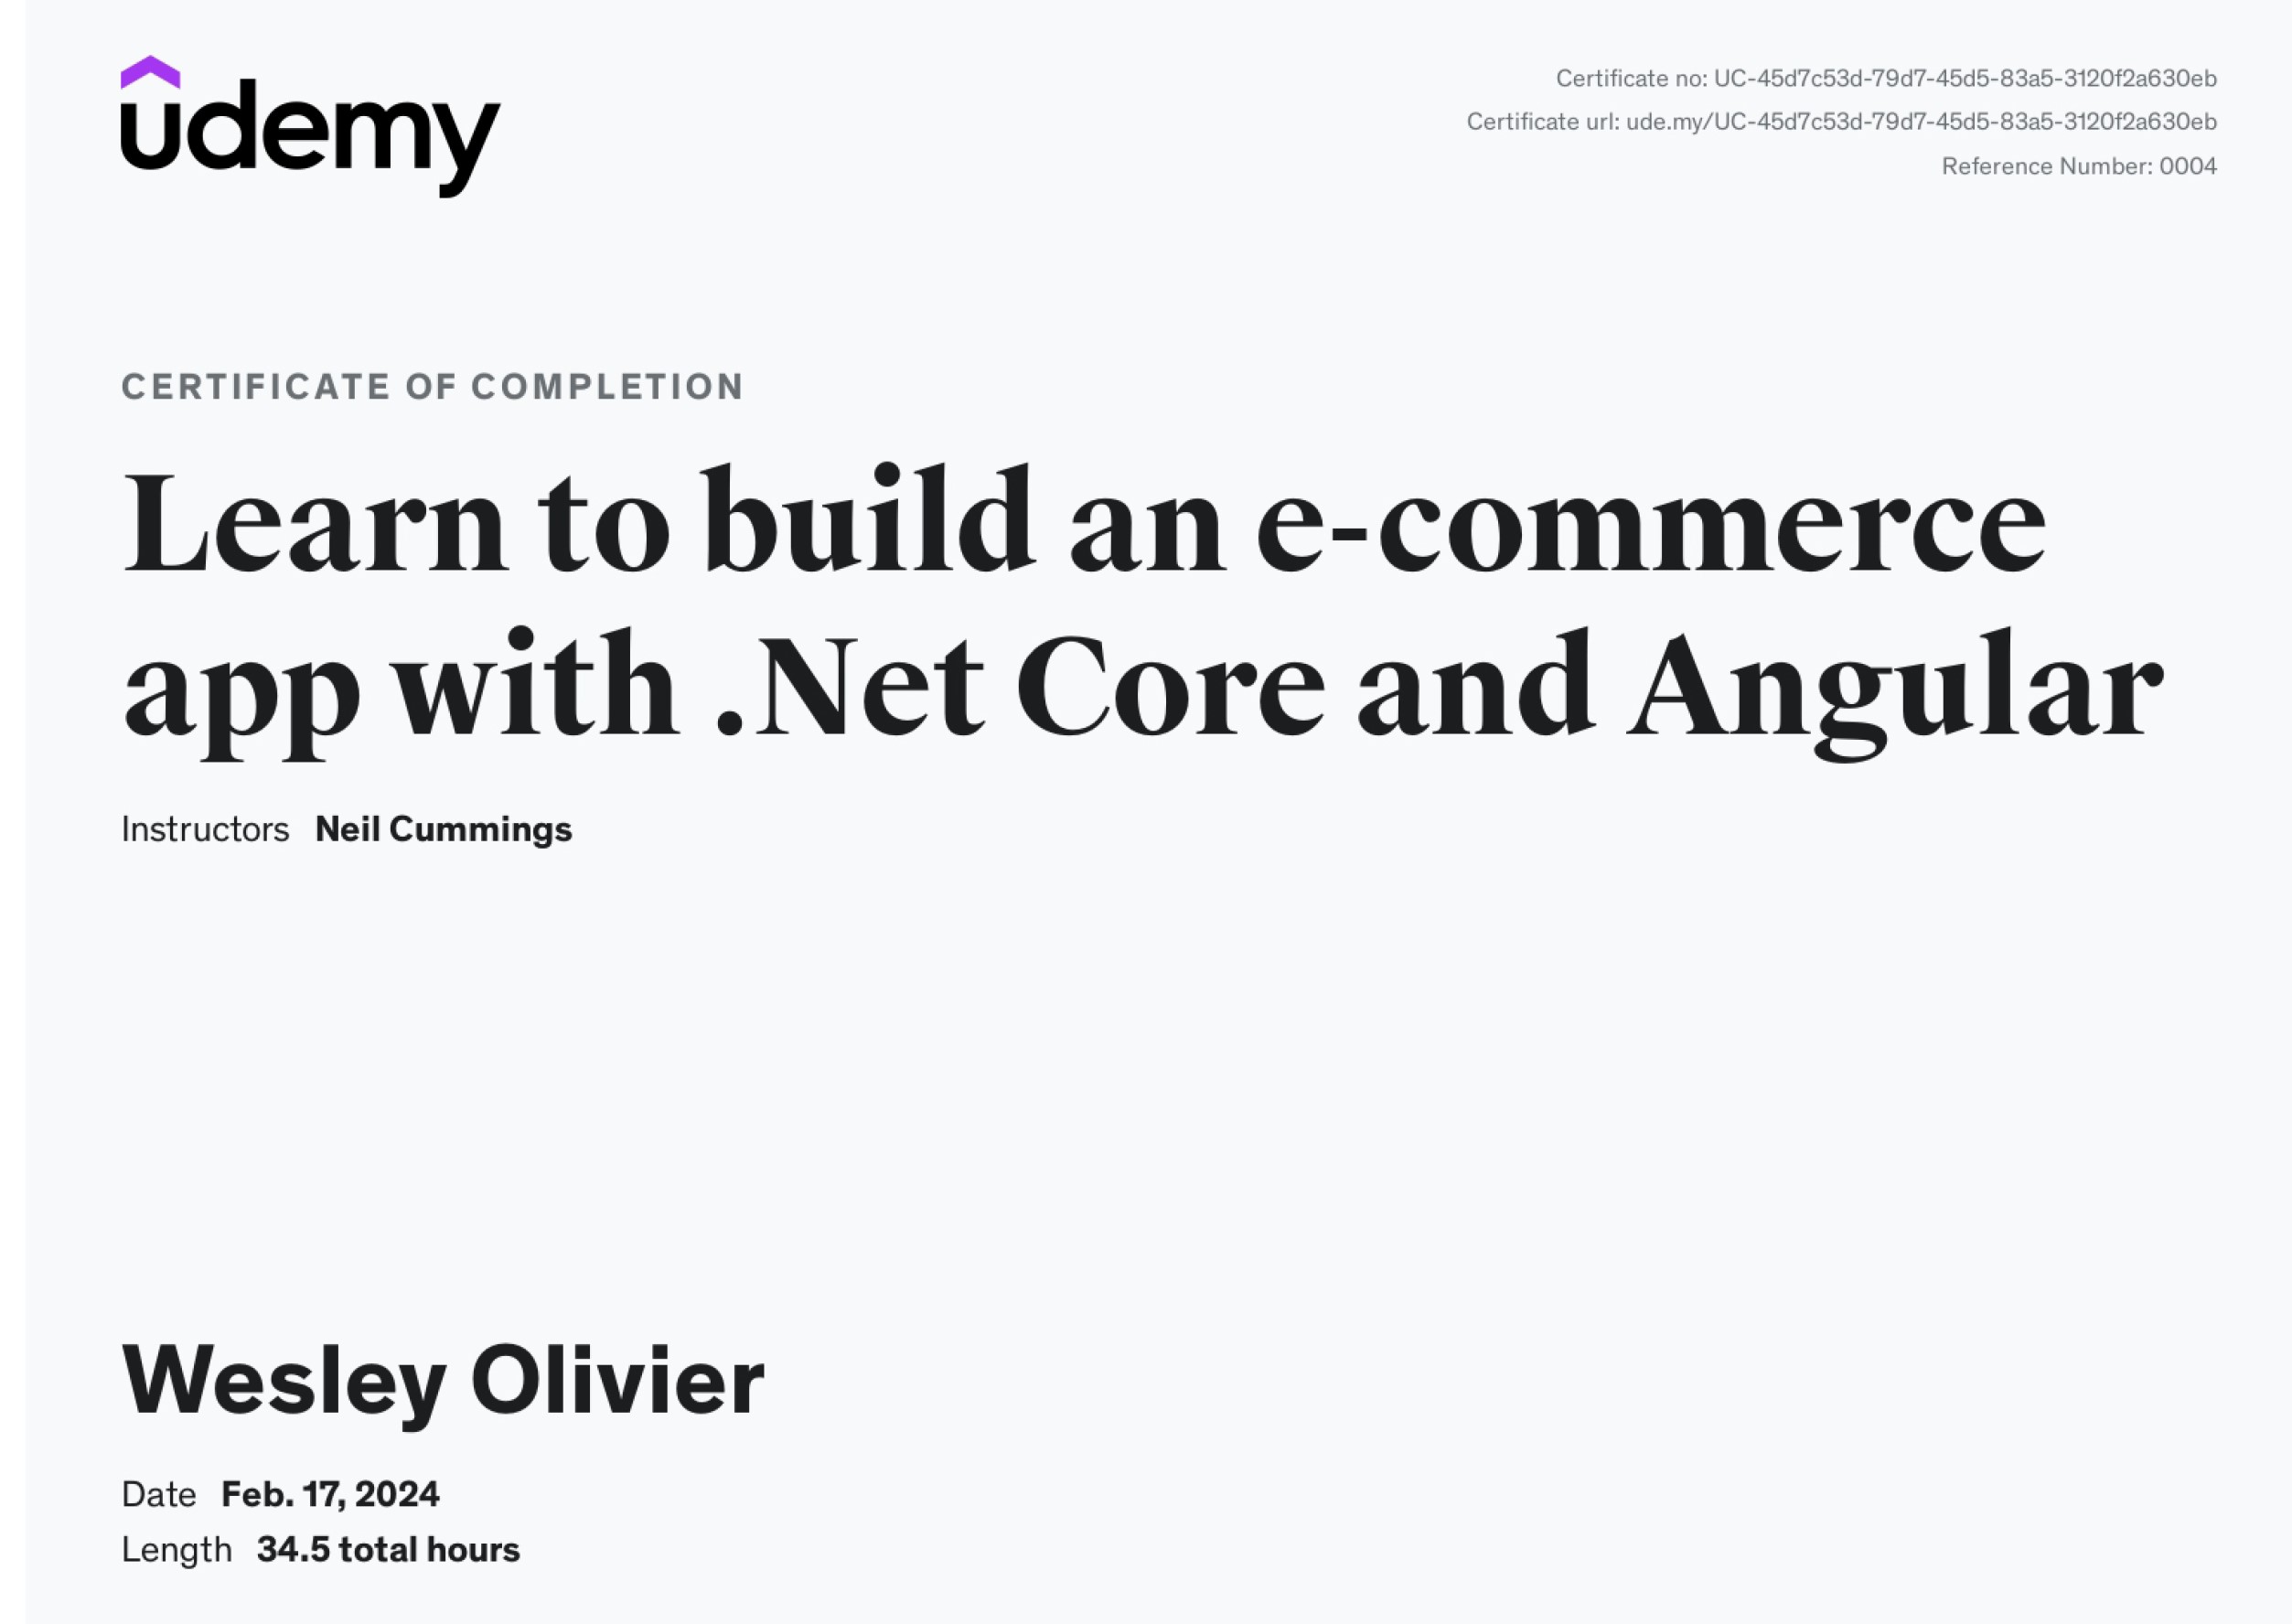 udemy
Certificate no: UC-45d7c53d-79d7-45d5-83a5-3120f2a630eb
Certificate url: ude.my/UC-45d7c53d-79d7-45d5-83a5-3120f2a630eb
Reference Number: 0004
CERTIFICATE OF COMPLETION
Learn to build an e-commerce
app with .Net Core and Angular
Instructors Neil Cummings
Wesley Olivier
Date Feb. 17, 2024
Length 34.5 total hours